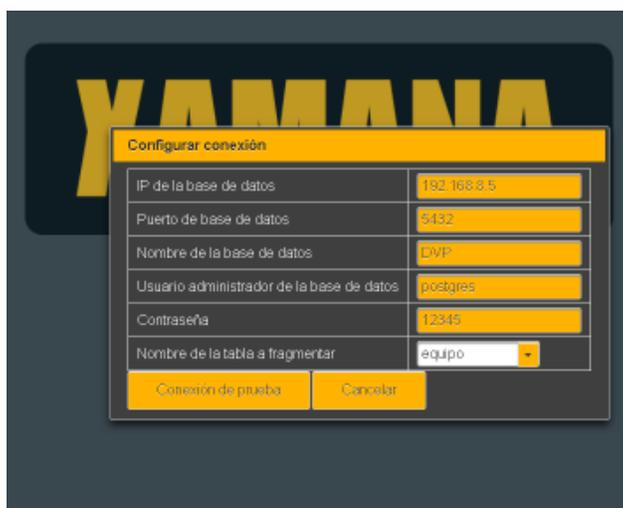 XAMANA
Configurar conexión
IP de la base de datos 192.168.8.5
Puerto de base de datos 5432
Nombre de la base de datos DVP
Usuario administrador de la base de datos postgres
Contraseña 12345
Nombre de la tabla a fragmentar equipo
Conexión de prueba Cancelar